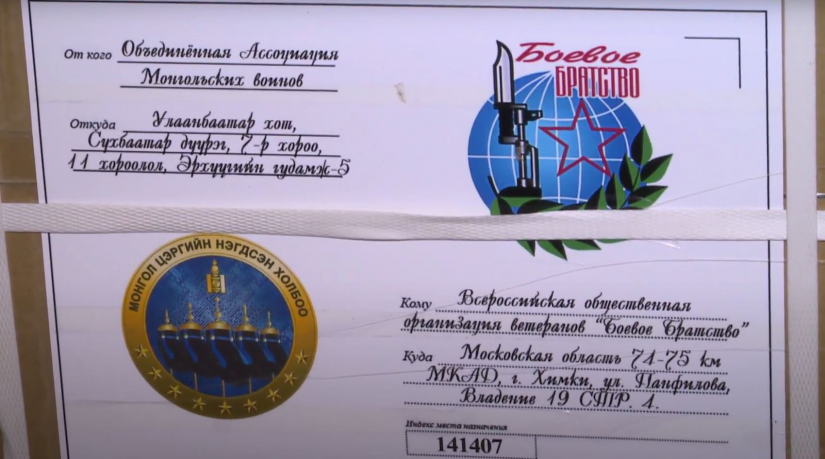 От кого Объединённая Ассоциация
Монгольских воинов
Откуда Улаанбаатар хот,
Сүхбаатар дүүрэг, 7-р хороо,
11 хороолол, Эрхүүгийн гудамж-5
Боевое
БРАТСТВО
МОНГОЛ ЦЭРГИЙН НЭГДСЭН ХОЛБОО
Кому Всероссийская общественная
организация ветеранов "Боевое Братство"
Куда Московская область 74-75 км
МКАД, г. Химки, ул. Панфилова,
Владение 19 СТР. 4.
Индекс места назначения
141407